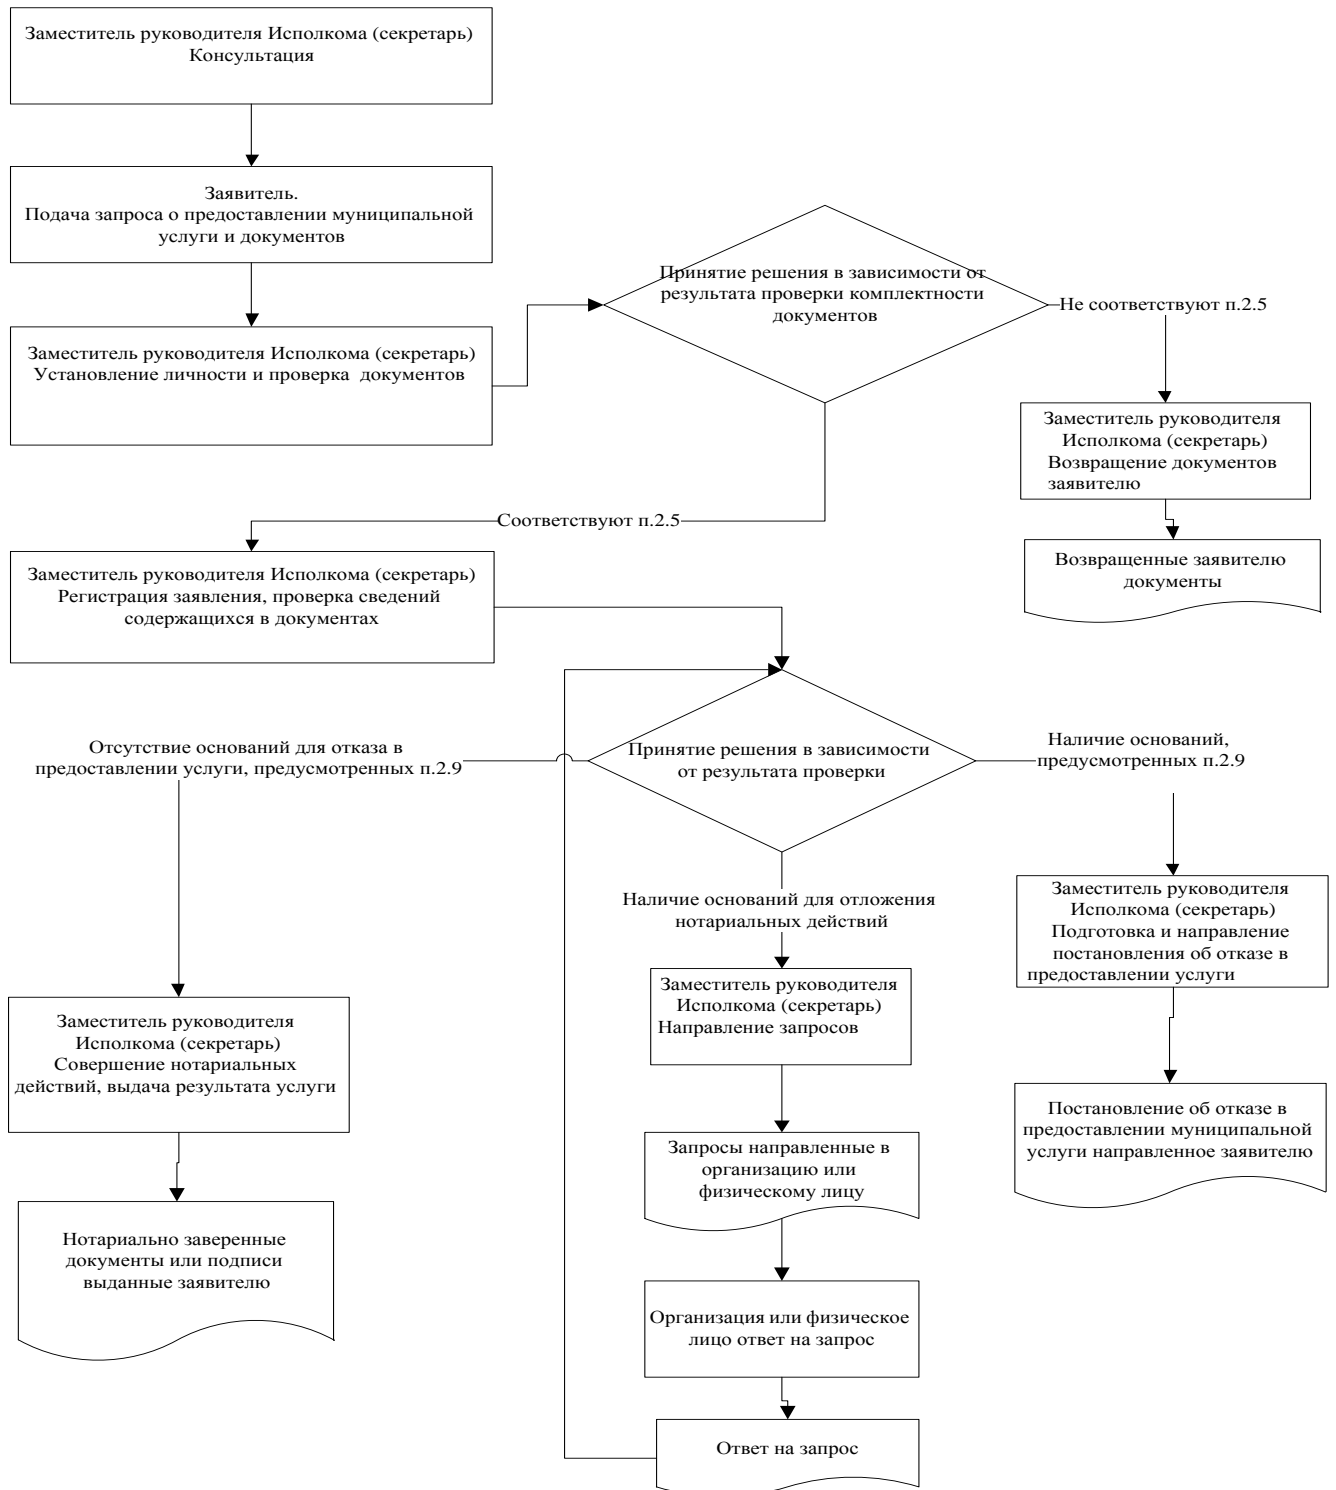 Заместитель руководителя Исполкома (секретарь)
Консультация
Заявитель.
Подача запроса о предоставлении муниципальной
услуги и документов
Заместитель руководителя Исполкома (секретарь)
Установление личности и проверка документов
Принятие решения в зависимости от
результата проверки комплектности
документов
Не соответствуют п.2.5
Заместитель руководителя
Исполкома (секретарь)
Возвращение документов
заявителю
Возвращенные заявителю
документы
Соответствуют п.2.5
Заместитель руководителя Исполкома (секретарь)
Регистрация заявления, проверка сведений
содержащихся в документах
Принятие решения в зависимости
от результата проверки
Отсутствие оснований для отказа в
предоставлении услуги, предусмотренных п.2.9
Наличие оснований,
предусмотренных п.2.9
Наличие оснований для отложения
нотариальных действий
Заместитель руководителя
Исполкома (секретарь)
Совершение нотариальных
действий, выдача результата услуги
Нотариально заверенные
документы или подписи
выданные заявителю
Заместитель руководителя
Исполкома (секретарь)
Направление запросов
Запросы направленные в
организацию или
физическому лицу
Организация или физическое
лицо ответ на запрос
Ответ на запрос
Заместитель руководителя
Исполкома (секретарь)
Подготовка и направление
постановления об отказе в
предоставлении услуги
Постановление об отказе в
предоставлении муниципальной
услуги направленное заявителю